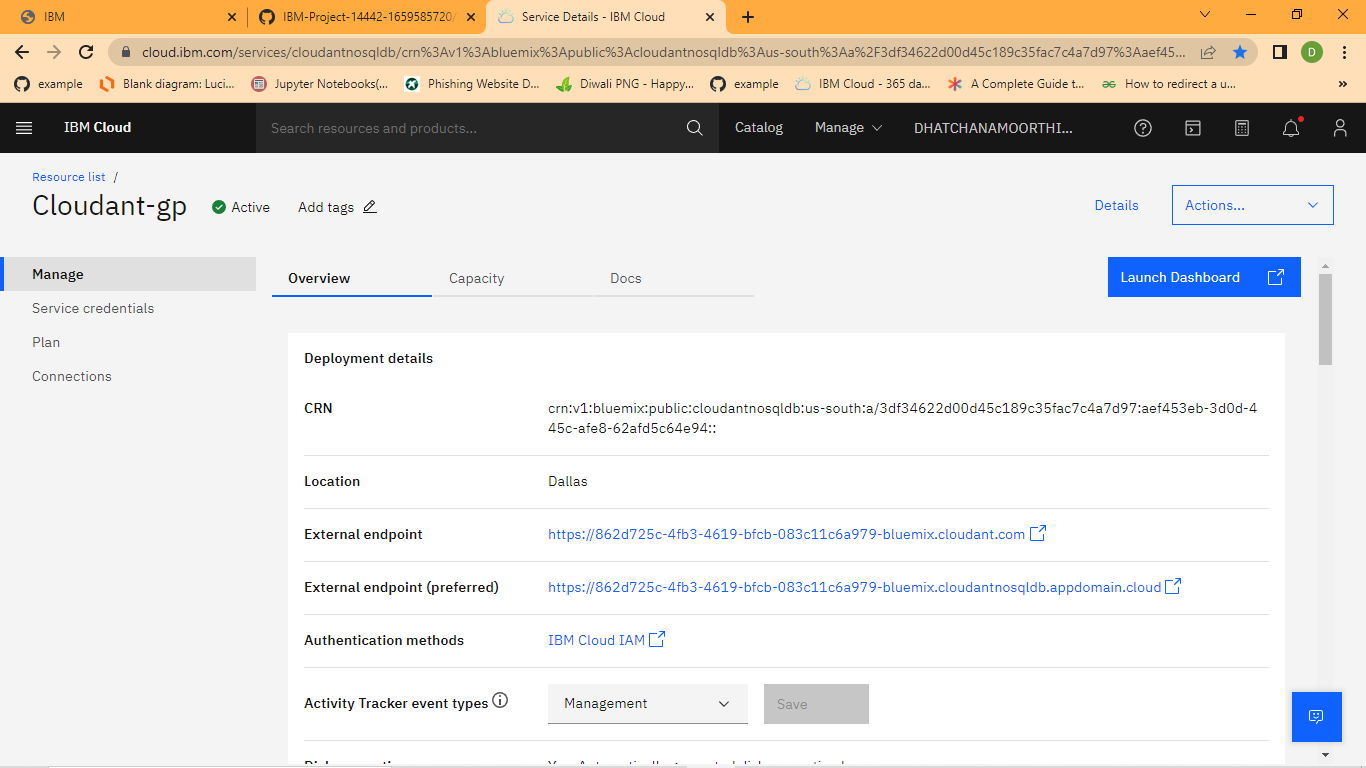 IBM
IBM-Project-14442-1659585720/
Service Details - IBM Cloud
cloud.ibm.com/services/cloudantnosqldb/crn%3Av1%3Abluemix%3Apublic%3Acloudantnosqldb%3Aus-south%3Aa%2F3df34622d00d45c189c35fac7c4a7d97%3Aaef45...
D
example
Blank diagram: Luci...
Jupyter Notebooks(...
Phishing Website D...
Diwali PNG - Happy...
example
IBM Cloud - 365 da...
A Complete Guide t...
How to redirect a u...
IBM Cloud
Search resources and products...
Catalog
Manage
DHATCHANAMOORTHI...
Resource list /
Cloudant-gp
Active
Add tags
Details
Actions...
Manage
Service credentials
Plan
Connections
Overview
Capacity
Docs
Launch Dashboard
Deployment details
CRN
crn:v1:bluemix:public:cloudantnosqldb:us-south:a/3df34622d00d45c189c35fac7c4a7d97:aef453eb-3d0d-4
45c-afe8-62afd5c64e94::
Location
Dallas
External endpoint
https://862d725c-4fb3-4619-bfcb-083c11c6a979-bluemix.cloudant.com
External endpoint (preferred)
https://862d725c-4fb3-4619-bfcb-083c11c6a979-bluemix.cloudantnosqldb.appdomain.cloud
Authentication methods
IBM Cloud IAM
Activity Tracker event types
Management
Save